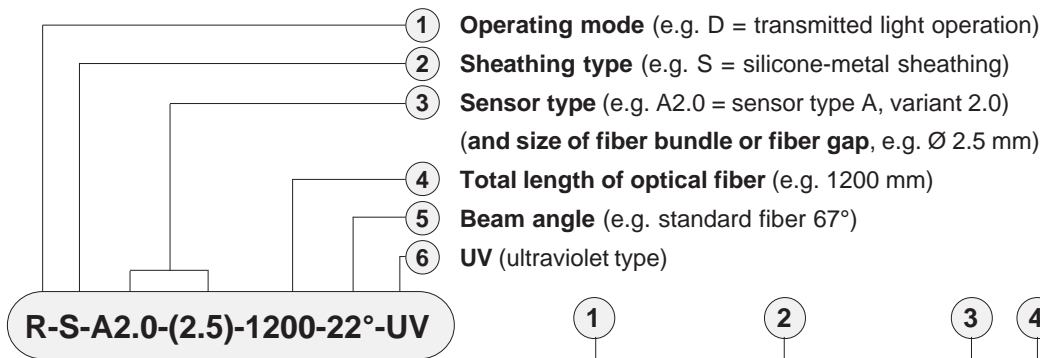 1 Operating mode (e.g. D = transmitted light operation)
2 Sheathing type (e.g. S = silicone-metal sheathing)
3 Sensor type (e.g. A2.0 = sensor type A, variant 2.0)
(and size of fiber bundle or fiber gap, e.g. Ø 2.5 mm)
4 Total length of optical fiber (e.g. 1200 mm)
5 Beam angle (e.g. standard fiber 67°)
6 UV (ultraviolet type)
R-S-A2.0-(2.5)-1200-22°-UV
1 2 3 4